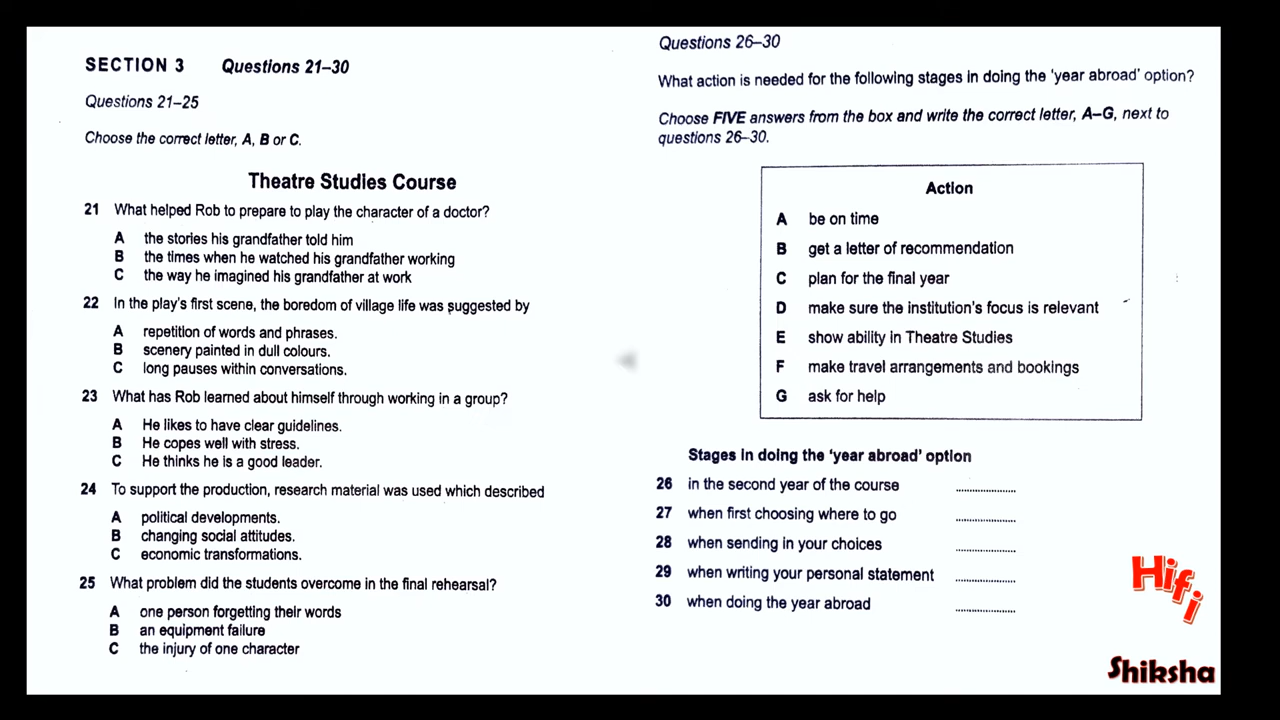 SECTION 3 Questions 21–30
Questions 21–25
Choose the correct letter, A, B or C.
Theatre Studies Course
21 What helped Rob to prepare to play the character of a doctor?
A the stories his grandfather told him
B the times when he watched his grandfather working
C the way he imagined his grandfather at work
22 In the play's first scene, the boredom of village life was suggested by
A repetition of words and phrases.
B scenery painted in dull colours.
C long pauses within conversations.
23 What has Rob learned about himself through working in a group?
A He likes to have clear guidelines.
B He copes well with stress.
C He thinks he is a good leader.
24 To support the production, research material was used which described
A political developments.
B changing social attitudes.
C economic transformations.
25 What problem did the students overcome in the final rehearsal?
A one person forgetting their words
B an equipment failure
C the injury of one character
Questions 26–30
What action is needed for the following stages in doing the 'year abroad' option?
Choose FIVE answers from the box and write the correct letter, A–G, next to
questions 26–30.
Action
A be on time
B get a letter of recommendation
C plan for the final year
D make sure the institution's focus is relevant
E show ability in Theatre Studies
F make travel arrangements and bookings
G ask for help
Stages in doing the 'year abroad' option
26 in the second year of the course ....................
27 when first choosing where to go ....................
28 when sending in your choices ....................
29 when writing your personal statement ....................
30 when doing the year abroad ....................
Hifi
Shiksha